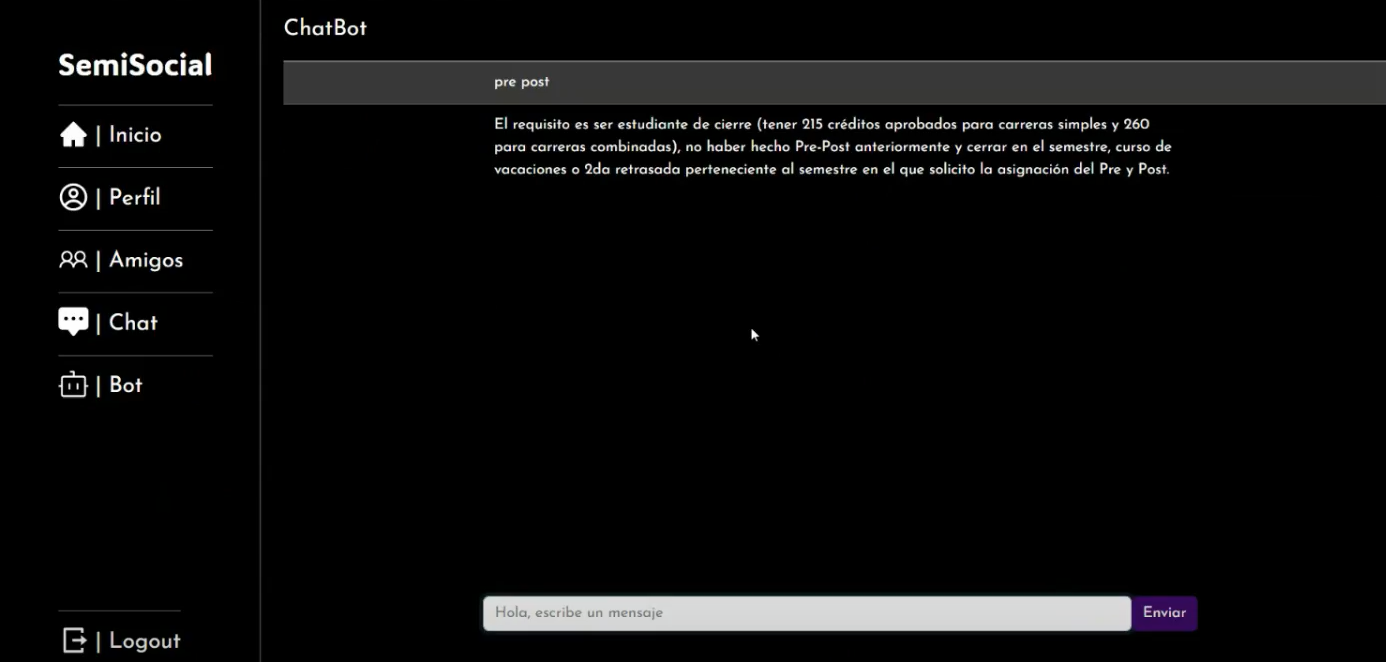 ChatBot
SemiSocial
pre post
El requisito es ser estudiante de cierre (tener 215 créditos aprobados para carreras simples y 260
para carreras combinadas), no haber hecho Pre-Post anteriormente y cerrar en el semestre, curso de
vacaciones o 2da retrasada perteneciente al semestre en el que solicito la asignación del Pre y Post.
| Inicio
| Perfil
| Amigos
| Chat
| Bot
Hola, escribe un mensaje
Enviar
| Logout